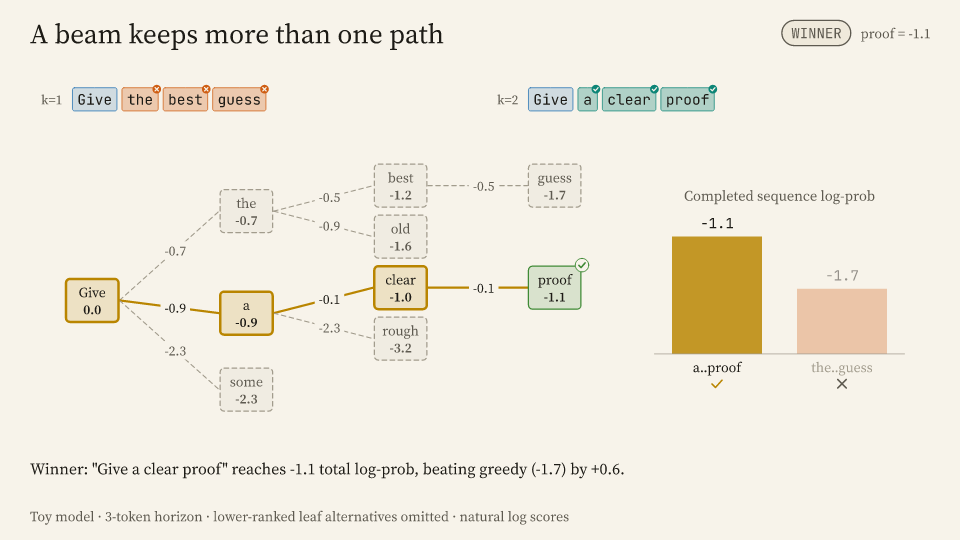 A beam keeps more than one path
WINNER proof = -1.1
k=1 Give the best guess
k=2 Give a clear proof
best
-1.2
guess
-1.7
the
-0.7
-0.5
-0.5
-0.9
old
-1.6
-0.7
Give
0.0
-0.9
a
-0.9
-0.1
clear
-1.0
-0.1
proof
-1.1
-2.3
rough
-3.2
-2.3
some
-2.3
Completed sequence log-prob
-1.1
-1.7
a..proof
the..guess
Winner: "Give a clear proof" reaches -1.1 total log-prob, beating greedy (-1.7) by +0.6.
Toy model · 3-token horizon · lower-ranked leaf alternatives omitted · natural log scores